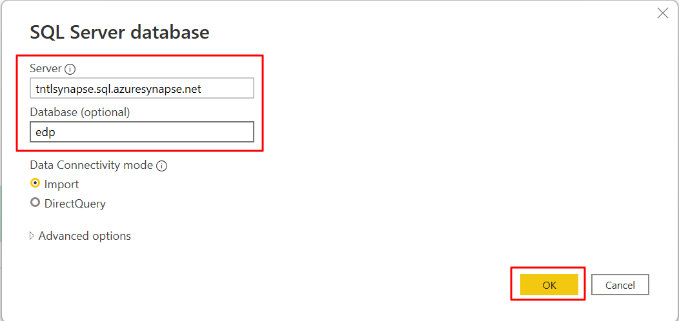 SQL Server database
Server
tntlsynapse.sql.azuresynapse.net
Database (optional)
edp
Data Connectivity mode
Import
DirectQuery
Advanced options
OK Cancel